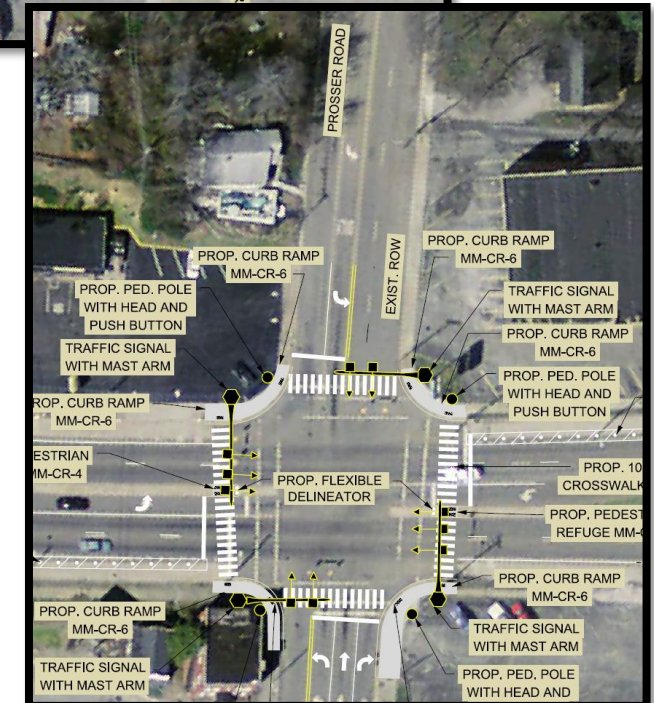 PROSSER ROAD
EXIST. ROW
PROP. CURB RAMP
MM-CR-6
PROP. PED. POLE
WITH HEAD AND
PUSH BUTTON
TRAFFIC SIGNAL
WITH MAST ARM
ROP. CURB RAMP
MM-CR-6
ESTRIAN
MM-CR-4
PROP. CURB RAMP
MM-CR-6
TRAFFIC SIGNAL
WITH MAST ARM
PROP. CURB RAMP
MM-CR-6
PROP. PED. POLE
WITH HEAD AND
PUSH BUTTON
PROP. FLEXIBLE
DELINEATOR
PROP. 10
CROSSWALK
PROP. PEDEST
REFUGE MM-
PROP. CURB RAMP
MM-CR-6
TRAFFIC SIGNAL
WITH MAST ARM
PROP. CURB RAMP
MM-CR-6
TRAFFIC SIGNAL
WITH MAST ARM
PROP. PED. POLE
WITH HEAD AND